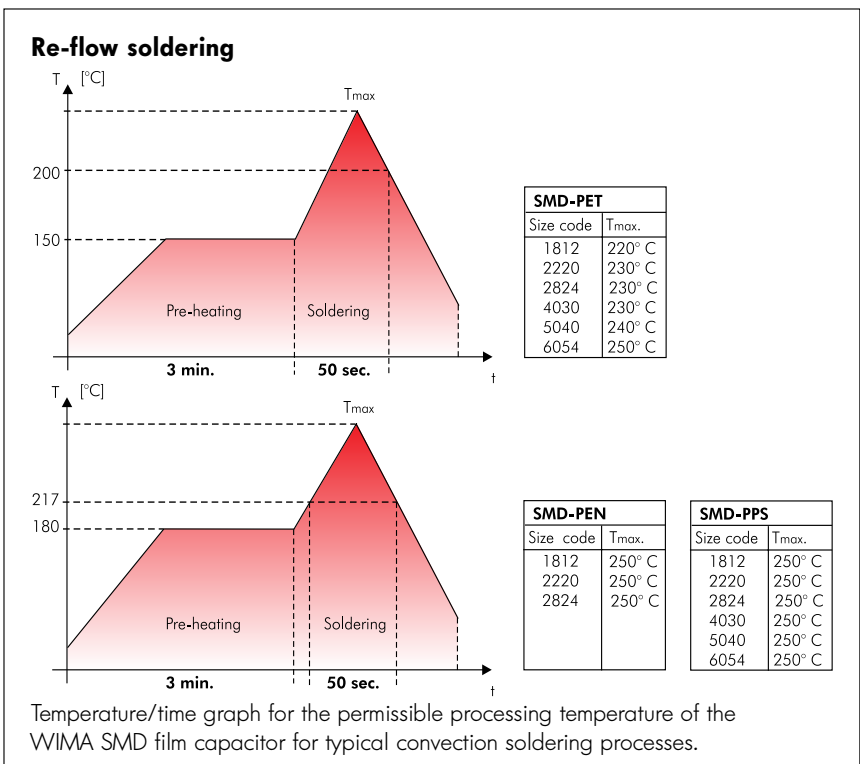 Re-flow soldering
T [°C]
Tmax
200
150
Pre-heating
Soldering
3 min.
50 sec.
t
SMD-PET
Size code Tmax.
1812 220° C
2220 230° C
2824 230° C
4030 230° C
5040 240° C
6054 250° C
T [°C]
Tmax
217
180
Pre-heating
Soldering
3 min.
50 sec.
t
SMD-PEN
Size code Tmax.
1812 250° C
2220 250° C
2824 250° C
SMD-PPS
Size code Tmax.
1812 250° C
2220 250° C
2824 250° C
4030 250° C
5040 250° C
6054 250° C
Temperature/time graph for the permissible processing temperature of the
WIMA SMD film capacitor for typical convection soldering processes.